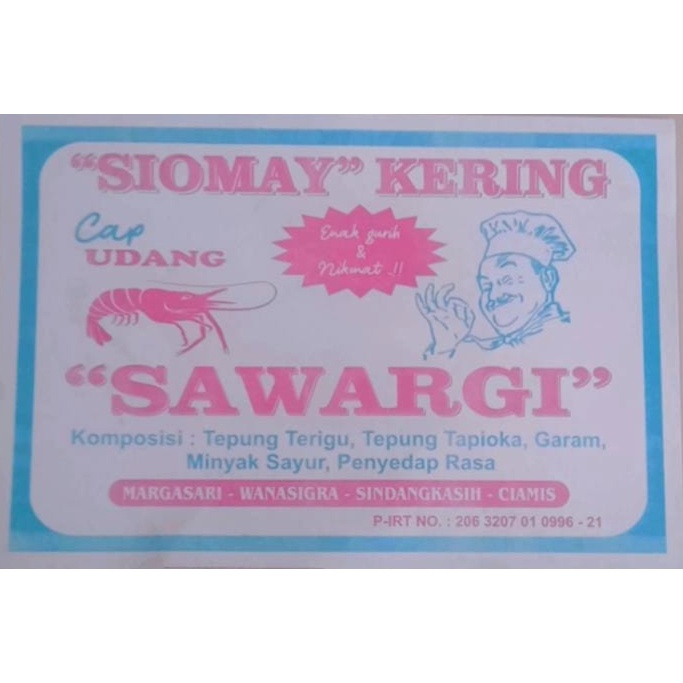 "SIOMAY" KERING
Cap
UDANG
Enak gurih
&
Nikmat ..!!
"SAWARGI"
Komposisi : Tepung Terigu, Tepung Tapioka, Garam,
Minyak Sayur, Penyedap Rasa
MARGASARI - WANASIGRA - SINDANGKASIH - CIAMIS
P-IRT NO. : 206 3207 01 0996 - 21